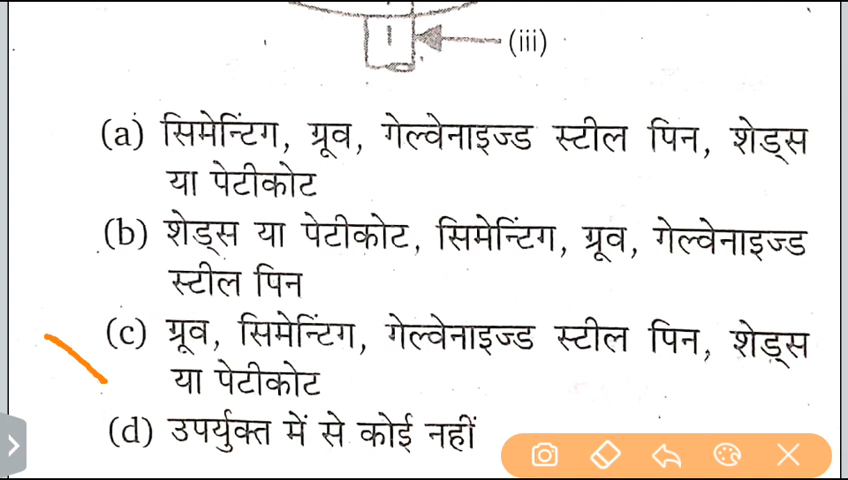 (iii)
(a) सिमेन्टिंग, ग्रूव, गेल्वेनाइज्ड स्टील पिन, शेड्स
या पेटीकोट
(b) शेड्स या पेटीकोट, सिमेन्टिंग, ग्रूव, गेल्वेनाइज्ड
स्टील पिन
(c) ग्रूव, सिमेन्टिंग, गेल्वेनाइज्ड स्टील पिन, शेड्स
या पेटीकोट
(d) उपर्युक्त में से कोई नहीं